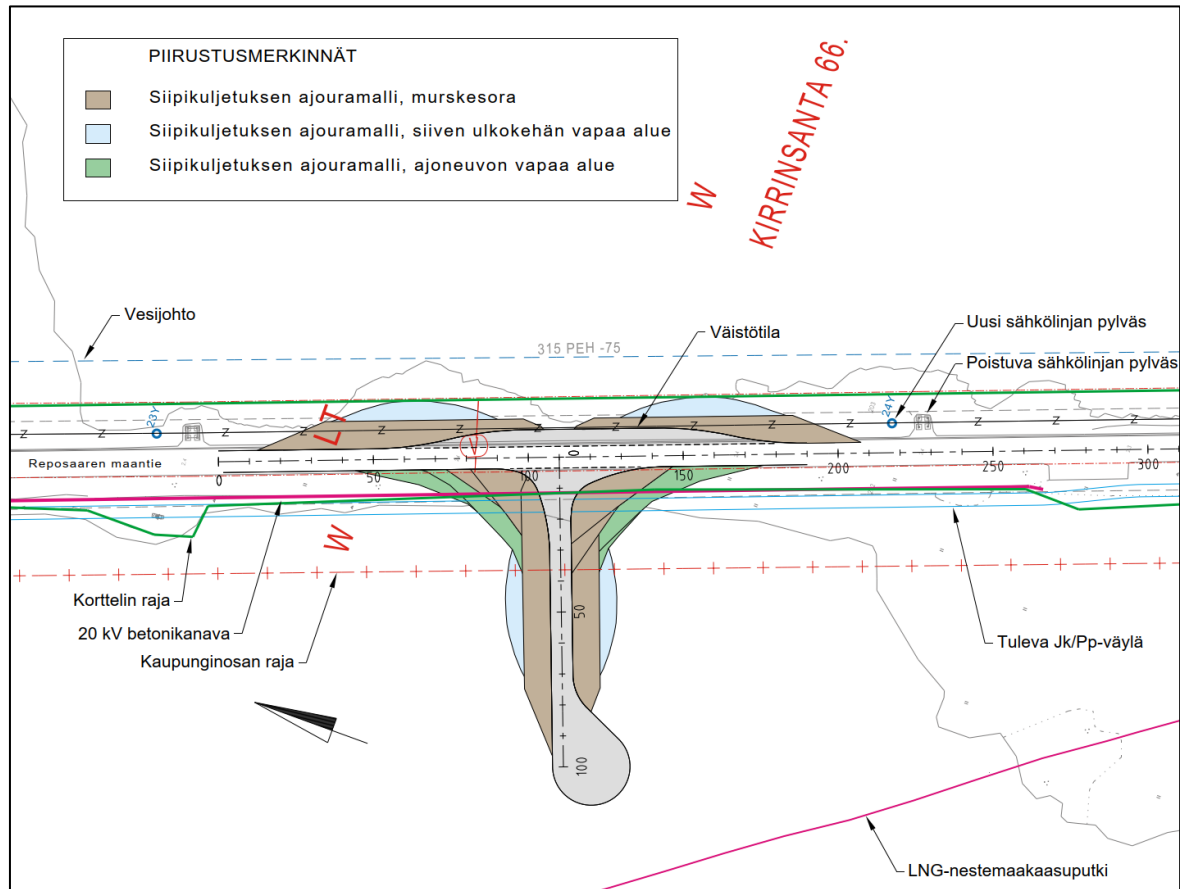 PIIRUSTUSMERKINNÄT
Siipikuljetuksen ajouramalli, murskesora
Siipikuljetuksen ajouramalli, siiven ulkokehän vapaa alue
Siipikuljetuksen ajouramalli, ajoneuvon vapaa alue
W
KIRRINSANTA 66.
Vesijohto
Väistötila
Uusi sähkölinjan pylväs
315 PEH -75
Poistuva sähkölinjan pylväs
LT
23Y
24Y
Z Z Z Z Z Z Z Z Z Z Z Z Z
V
0
Reposaaren maantie
0
50
100
150
200
250
300
W
50
Korttelin raja
20 kV betonikanava
Kaupunginosan raja
Tuleva Jk/Pp-väylä
100
LNG-nestemaakaasuputki